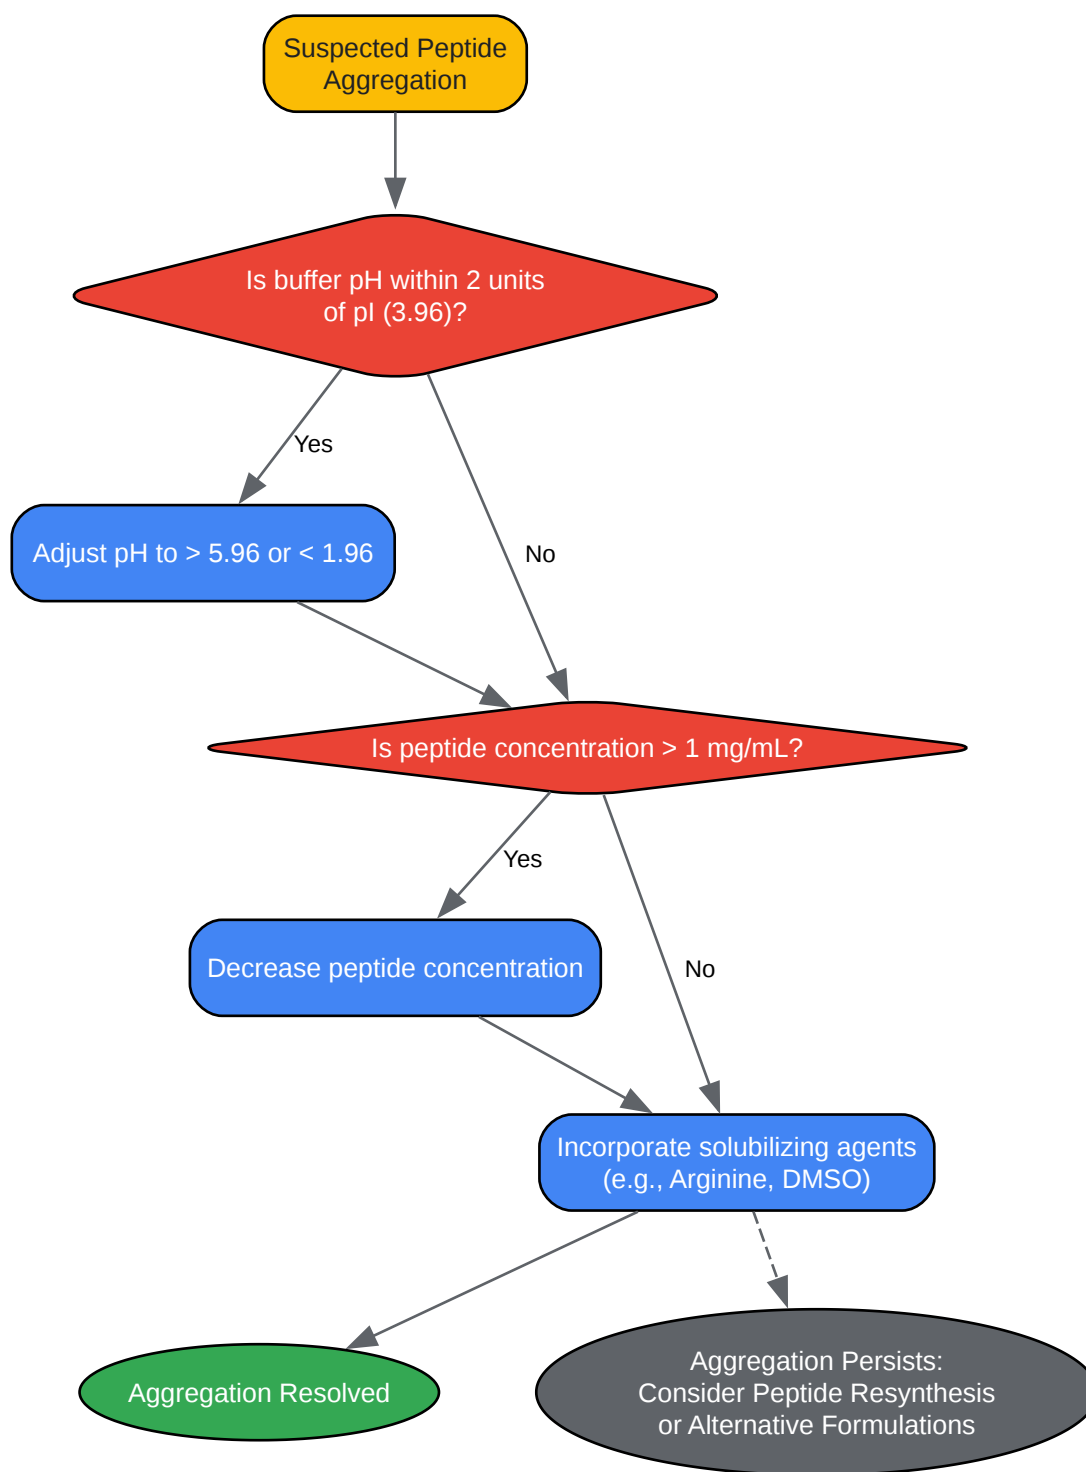 Suspected Peptide
Aggregation
Is buffer pH within 2 units
of pI (3.96)?
Yes
Adjust pH to > 5.96 or < 1.96
No
Is peptide concentration > 1 mg/mL?
Yes
Decrease peptide concentration
No
Incorporate solubilizing agents
(e.g., Arginine, DMSO)
Aggregation Resolved
Aggregation Persists:
Consider Peptide Resynthesis
or Alternative Formulations